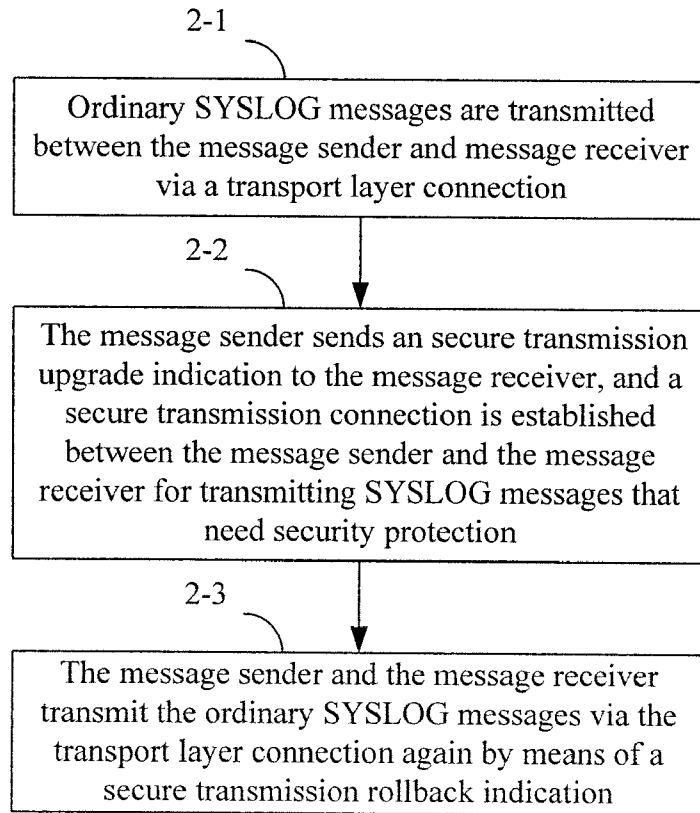 2-1
Ordinary SYSLOG messages are transmitted
between the message sender and message receiver
via a transport layer connection
2-2
The message sender sends an secure transmission
upgrade indication to the message receiver, and a
secure transmission connection is established
between the message sender and the message
receiver for transmitting SYSLOG messages that
need security protection
2-3
The message sender and the message receiver
transmit the ordinary SYSLOG messages via the
transport layer connection again by means of a
secure transmission rollback indication